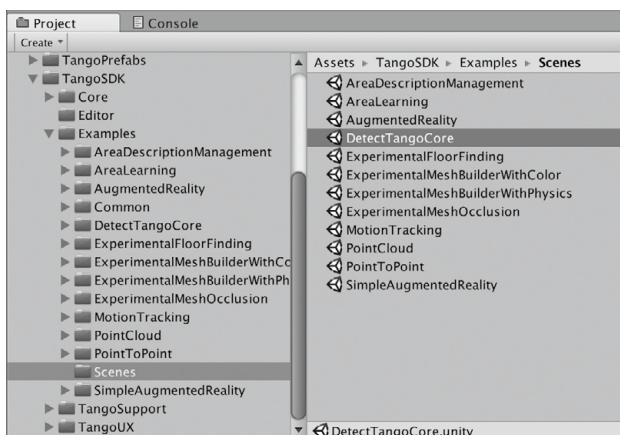 Project
Console
Create
TangoPrefabs
TangoSDK
Core
Editor
Examples
AreaDescriptionManagement
AreaLearning
AugmentedReality
Common
DetectTangoCore
ExperimentalFloorFinding
ExperimentalMeshBuilderWithCo
ExperimentalMeshBuilderWithPh
ExperimentalMeshOcclusion
MotionTracking
PointCloud
PointToPoint
Scenes
SimpleAugmentedReality
TangoSupport
TangoUX
Assets ▸ TangoSDK ▸ Examples ▸ Scenes
AreaDescriptionManagement
AreaLearning
AugmentedReality
DetectTangoCore
ExperimentalFloorFinding
ExperimentalMeshBuilderWithColor
ExperimentalMeshBuilderWithPhysics
ExperimentalMeshOcclusion
MotionTracking
PointCloud
PointToPoint
SimpleAugmentedReality
DetectTangoCore.unity